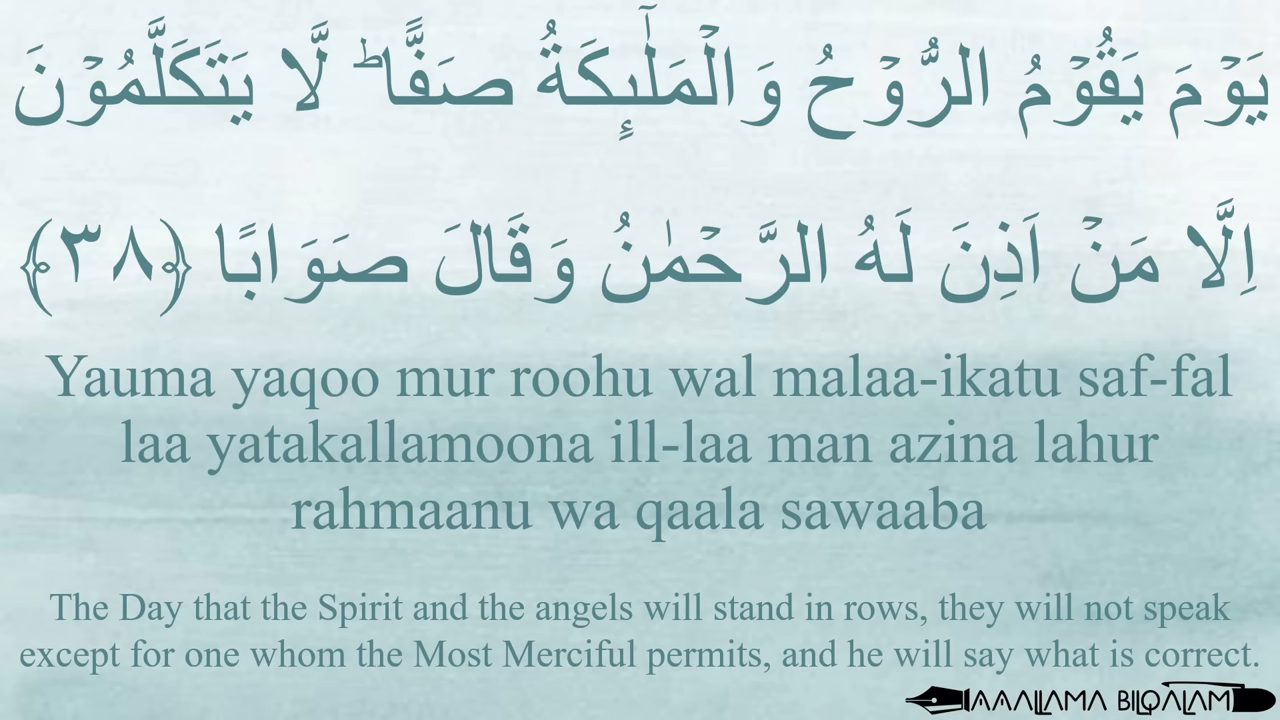 يَوْمَ يَقُوْمُ الرُّوْحُ وَالْمَلٰٓىِٕكَةُ صَفًّا ؕۙ لَّا يَتَكَلَّمُوْنَ
اِلَّا مَنْ اَذِنَ لَهُ الرَّحْمٰنُ وَقَالَ صَوَابًا ﴿۳۸﴾
Yauma yaqoo mur roohu wal malaa-ikatu saf-fal
laa yatakallamoona ill-laa man azina lahur
rahmaanu wa qaala sawaaba
The Day that the Spirit and the angels will stand in rows, they will not speak
except for one whom the Most Merciful permits, and he will say what is correct.
AAALLAMA BILQALAM